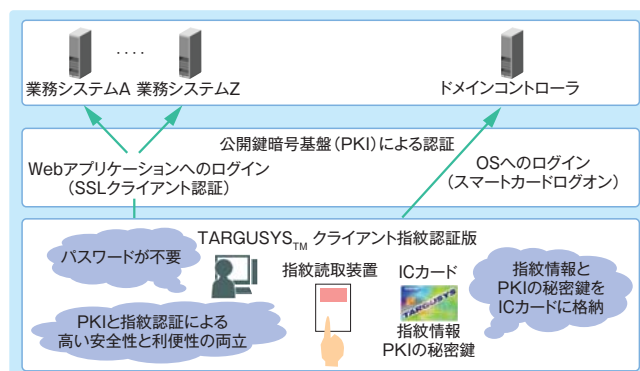 ‥‥
業務システムA 業務システムZ
ドメインコントローラ
公開鍵暗号基盤(PKI)による認証
Webアプリケーションへのログイン
(SSLクライアント認証)
OSへのログイン
(スマートカードログオン)
TARGUSYS™ クライアント指紋認証版
パスワードが不要
PKIと指紋認証による
高い安全性と利便性の両立
指紋読取装置
ICカード
TARGUSYS
指紋情報
PKIの秘密鍵
指紋情報と
PKIの秘密鍵を
ICカードに格納